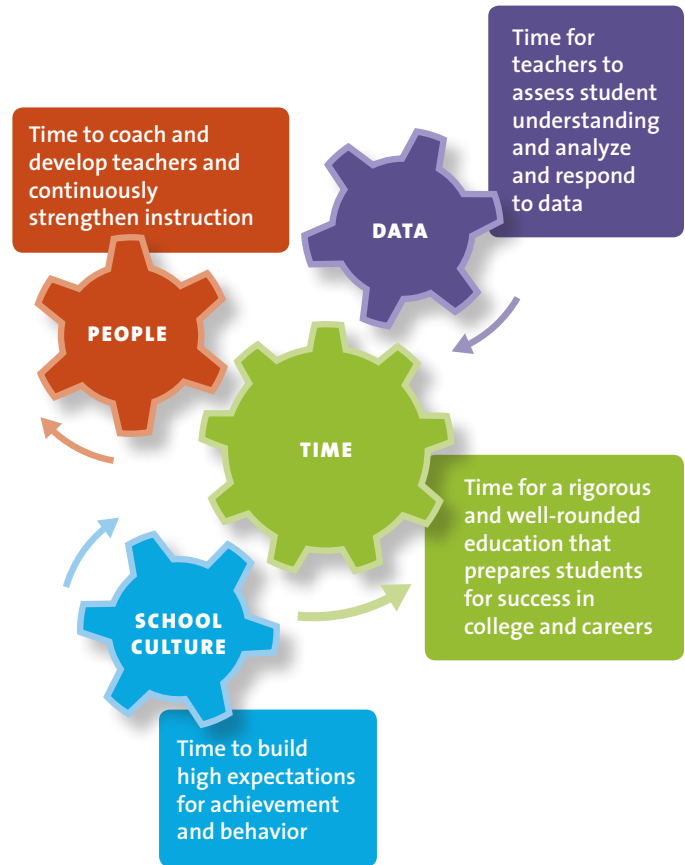 Time for
teachers to
assess student
understanding
and analyze
and respond
to data
Time to coach and
develop teachers and
continuously
strengthen instruction
DATA
PEOPLE
TIME
Time for a rigorous
and well-rounded
education that
prepares students
for success in
college and careers
SCHOOL
CULTURE
Time to build
high expectations
for achievement
and behavior